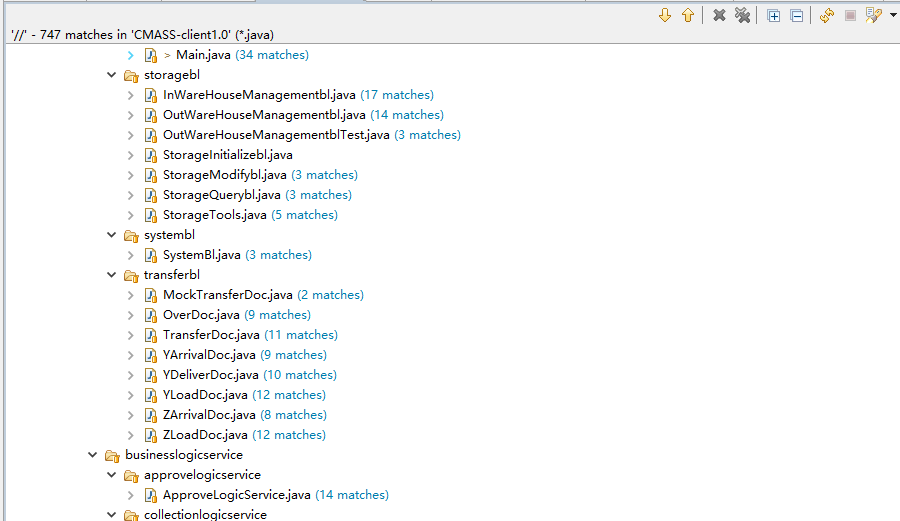 '//' - 747 matches in 'CMASS-client1.0' (*.java)
> Main.java (34 matches)
storagebl
InWareHouseManagementbl.java (17 matches)
OutWareHouseManagementbl.java (14 matches)
OutWareHouseManagementblTest.java (3 matches)
StorageInitializebl.java
StorageModifybl.java (3 matches)
StorageQuerybl.java (3 matches)
StorageTools.java (5 matches)
systembl
SystemBl.java (3 matches)
transferbl
MockTransferDoc.java (2 matches)
OverDoc.java (9 matches)
TransferDoc.java (11 matches)
YArrivalDoc.java (9 matches)
YDeliverDoc.java (10 matches)
YLoadDoc.java (12 matches)
ZArrivalDoc.java (8 matches)
ZLoadDoc.java (12 matches)
businesslogicservice
approvelogicservice
ApproveLogicService.java (14 matches)
collectionlogicservice